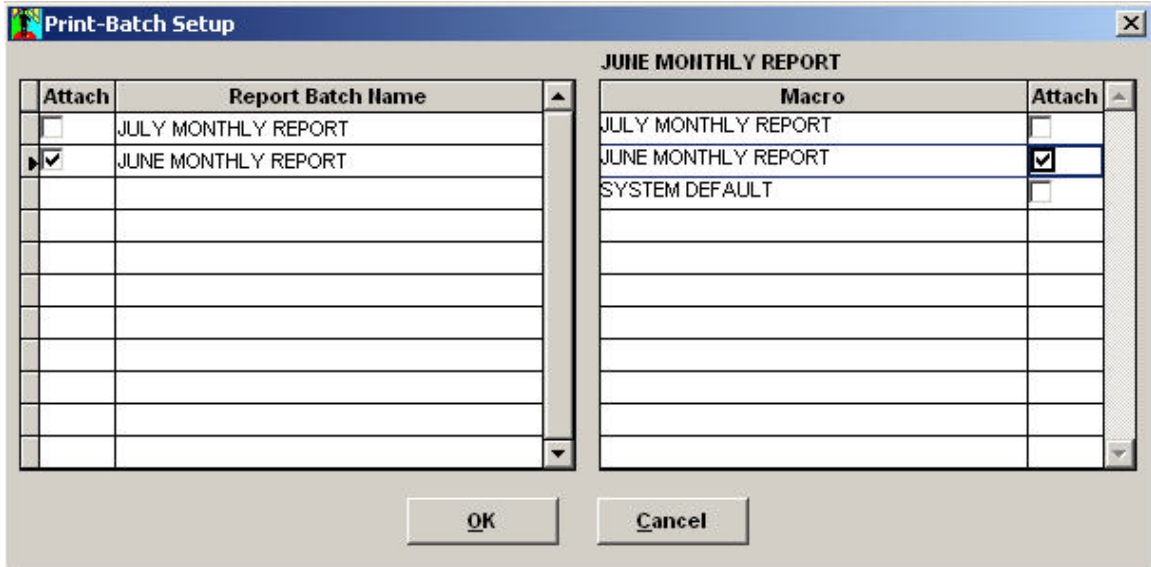 Print-Batch Setup
JUNE MONTHLY REPORT
Attach Report Batch Name
JULY MONTHLY REPORT
JUNE MONTHLY REPORT
Macro Attach
JULY MONTHLY REPORT
JUNE MONTHLY REPORT
SYSTEM DEFAULT
OK Cancel